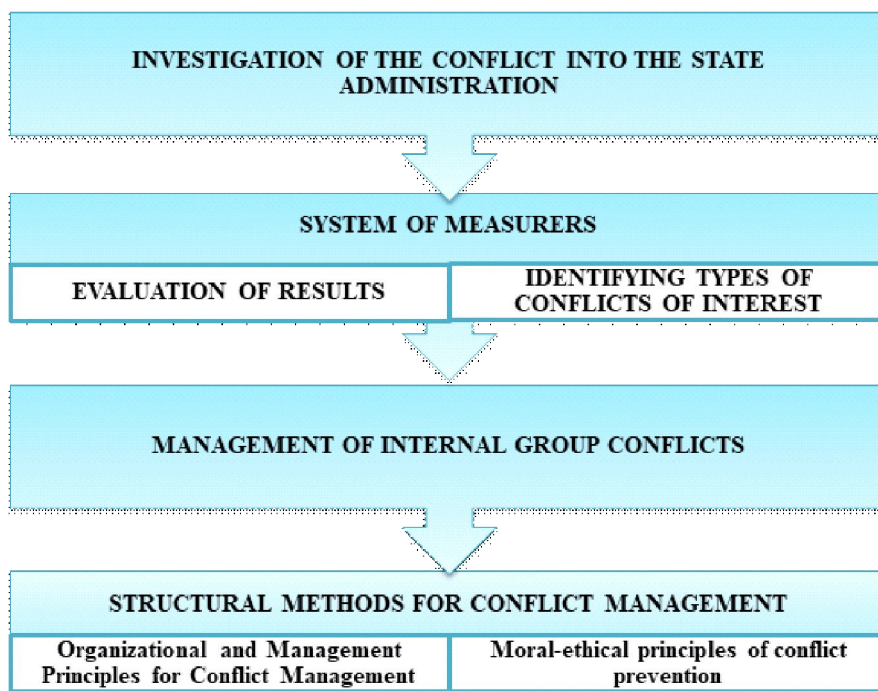 INVESTIGATION OF THE CONFLICT INTO THE STATE
ADMINISTRATION
SYSTEM OF MEASURERS
EVALUATION OF RESULTS
IDENTIFYING TYPES OF
CONFLICTS OF INTEREST
MANAGEMENT OF INTERNAL GROUP CONFLICTS
STRUCTURAL METHODS FOR CONFLICT MANAGEMENT
Organizational and Management
Principles for Conflict Management
Moral-ethical principles of conflict
prevention